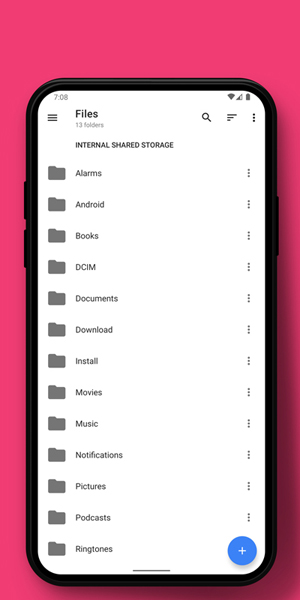 7:08
Files
13 folders
INTERNAL SHARED STORAGE
Alarms
Android
Books
DCIM
Documents
Download
Install
Movies
Music
Notifications
Pictures
Podcasts
Ringtones